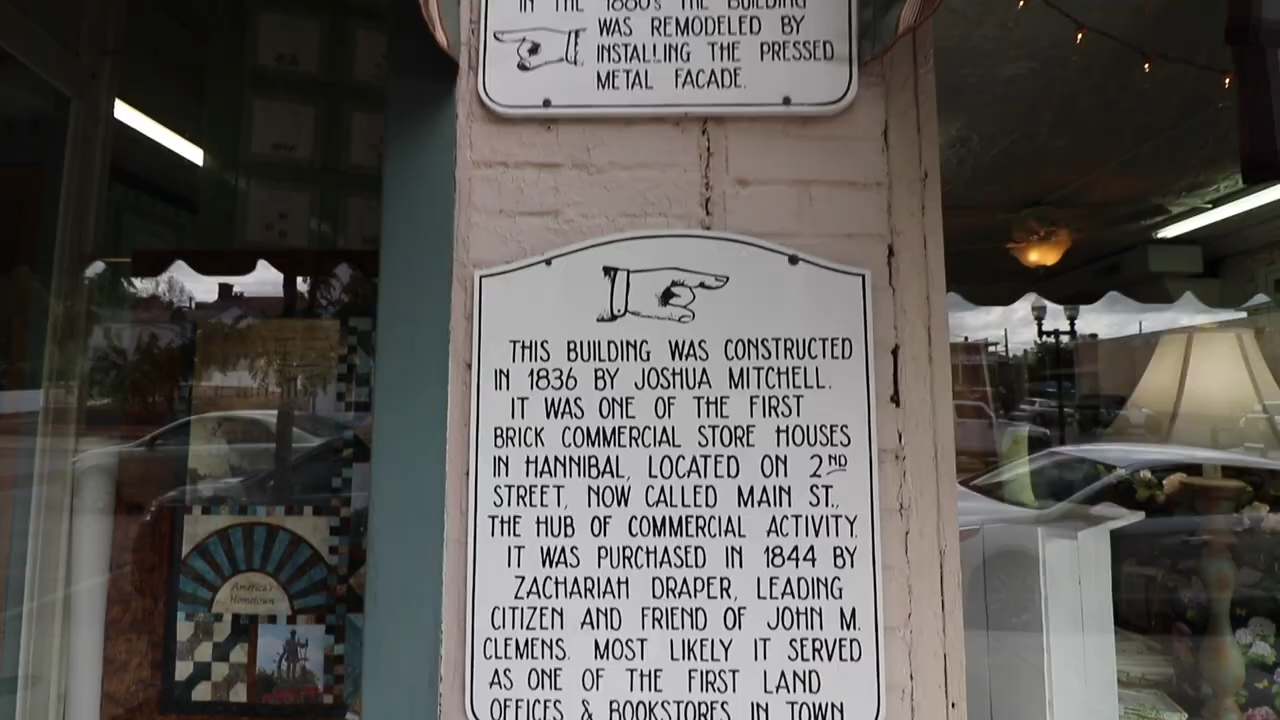 IN THE 1880s THE BUILDING
WAS REMODELED BY
INSTALLING THE PRESSED
METAL FACADE.
THIS BUILDING WAS CONSTRUCTED
IN 1836 BY JOSHUA MITCHELL.
IT WAS ONE OF THE FIRST
BRICK COMMERCIAL STORE HOUSES
IN HANNIBAL, LOCATED ON 2ND
STREET, NOW CALLED MAIN ST.,
THE HUB OF COMMERCIAL ACTIVITY.
IT WAS PURCHASED IN 1844 BY
ZACHARIAH DRAPER, LEADING
CITIZEN AND FRIEND OF JOHN M.
CLEMENS. MOST LIKELY IT SERVED
AS ONE OF THE FIRST LAND
OFFICES & BOOKSTORES IN TOWN.
America's
Hometown